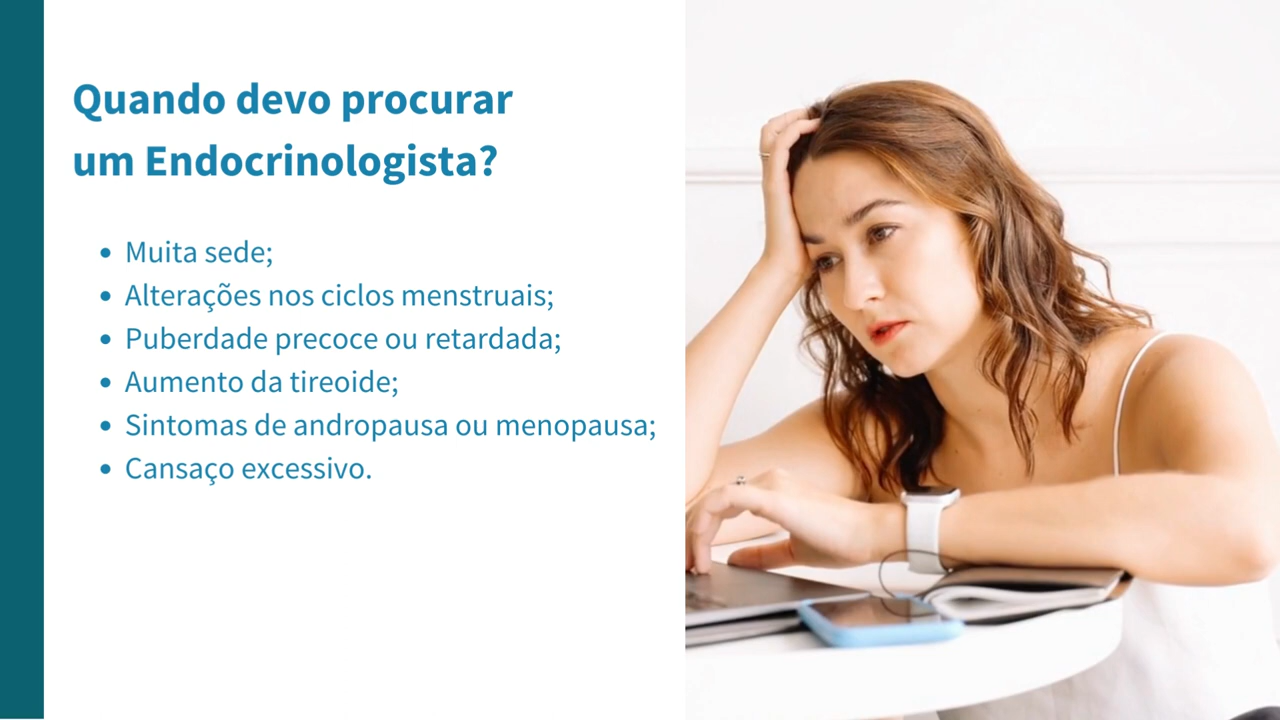 Quando devo procurar
um Endocrinologista?
• Muita sede;
• Alterações nos ciclos menstruais;
• Puberdade precoce ou retardada;
• Aumento da tireoide;
• Sintomas de andropausa ou menopausa;
• Cansaço excessivo.